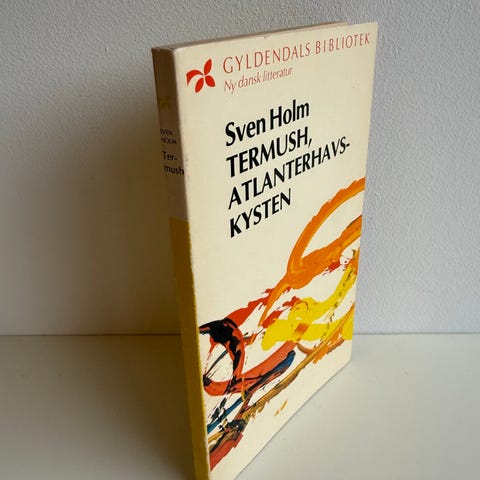 GYLDENDALS BIBLIOTEK
Ny dansk litteratur
Sven Holm
TERMUSH,
ATLANTERHAVS-
KYSTEN
SVEN
HOLM
Ter-
mush